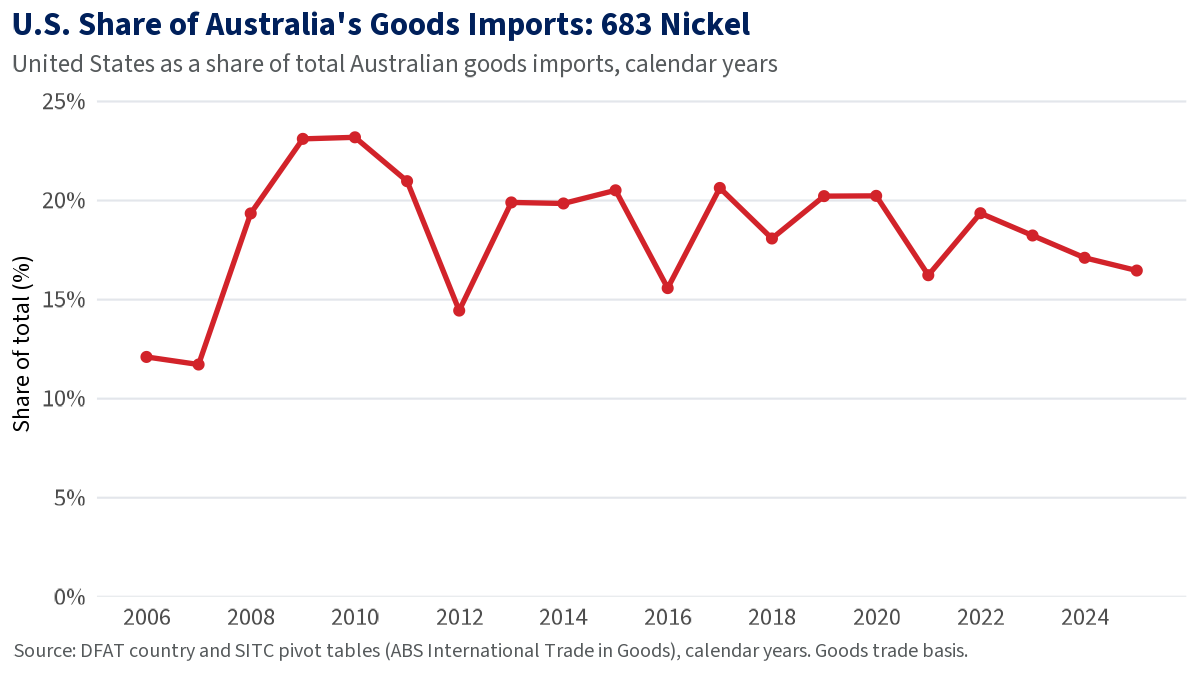 U.S. Share of Australia's Goods Imports: 683 Nickel
United States as a share of total Australian goods imports, calendar years
Share of total (%)
25%
20%
15%
10%
5%
0%
2006 2008 2010 2012 2014 2016 2018 2020 2022 2024
Source: DFAT country and SITC pivot tables (ABS International Trade in Goods), calendar years. Goods trade basis.